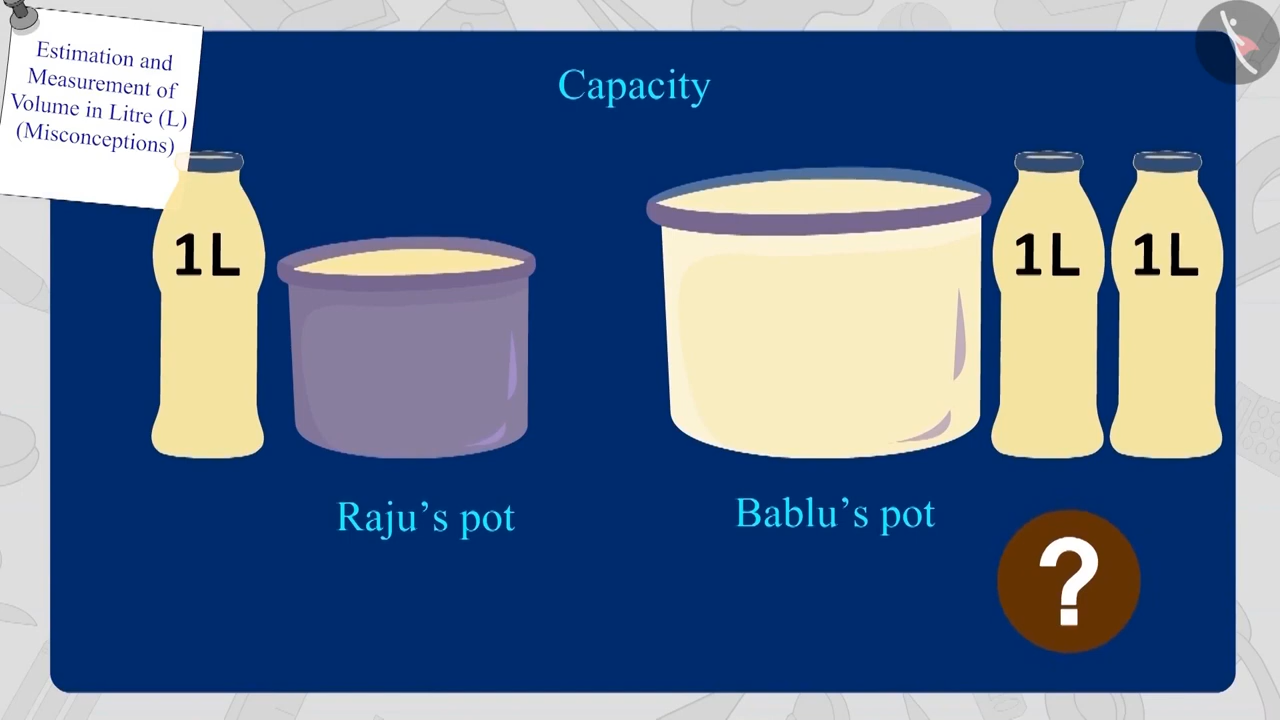 Estimation and
Measurement of
Volume in Litre (L)
(Misconceptions)
Capacity
1L
1L
1L
Raju’s pot
Bablu’s pot
?